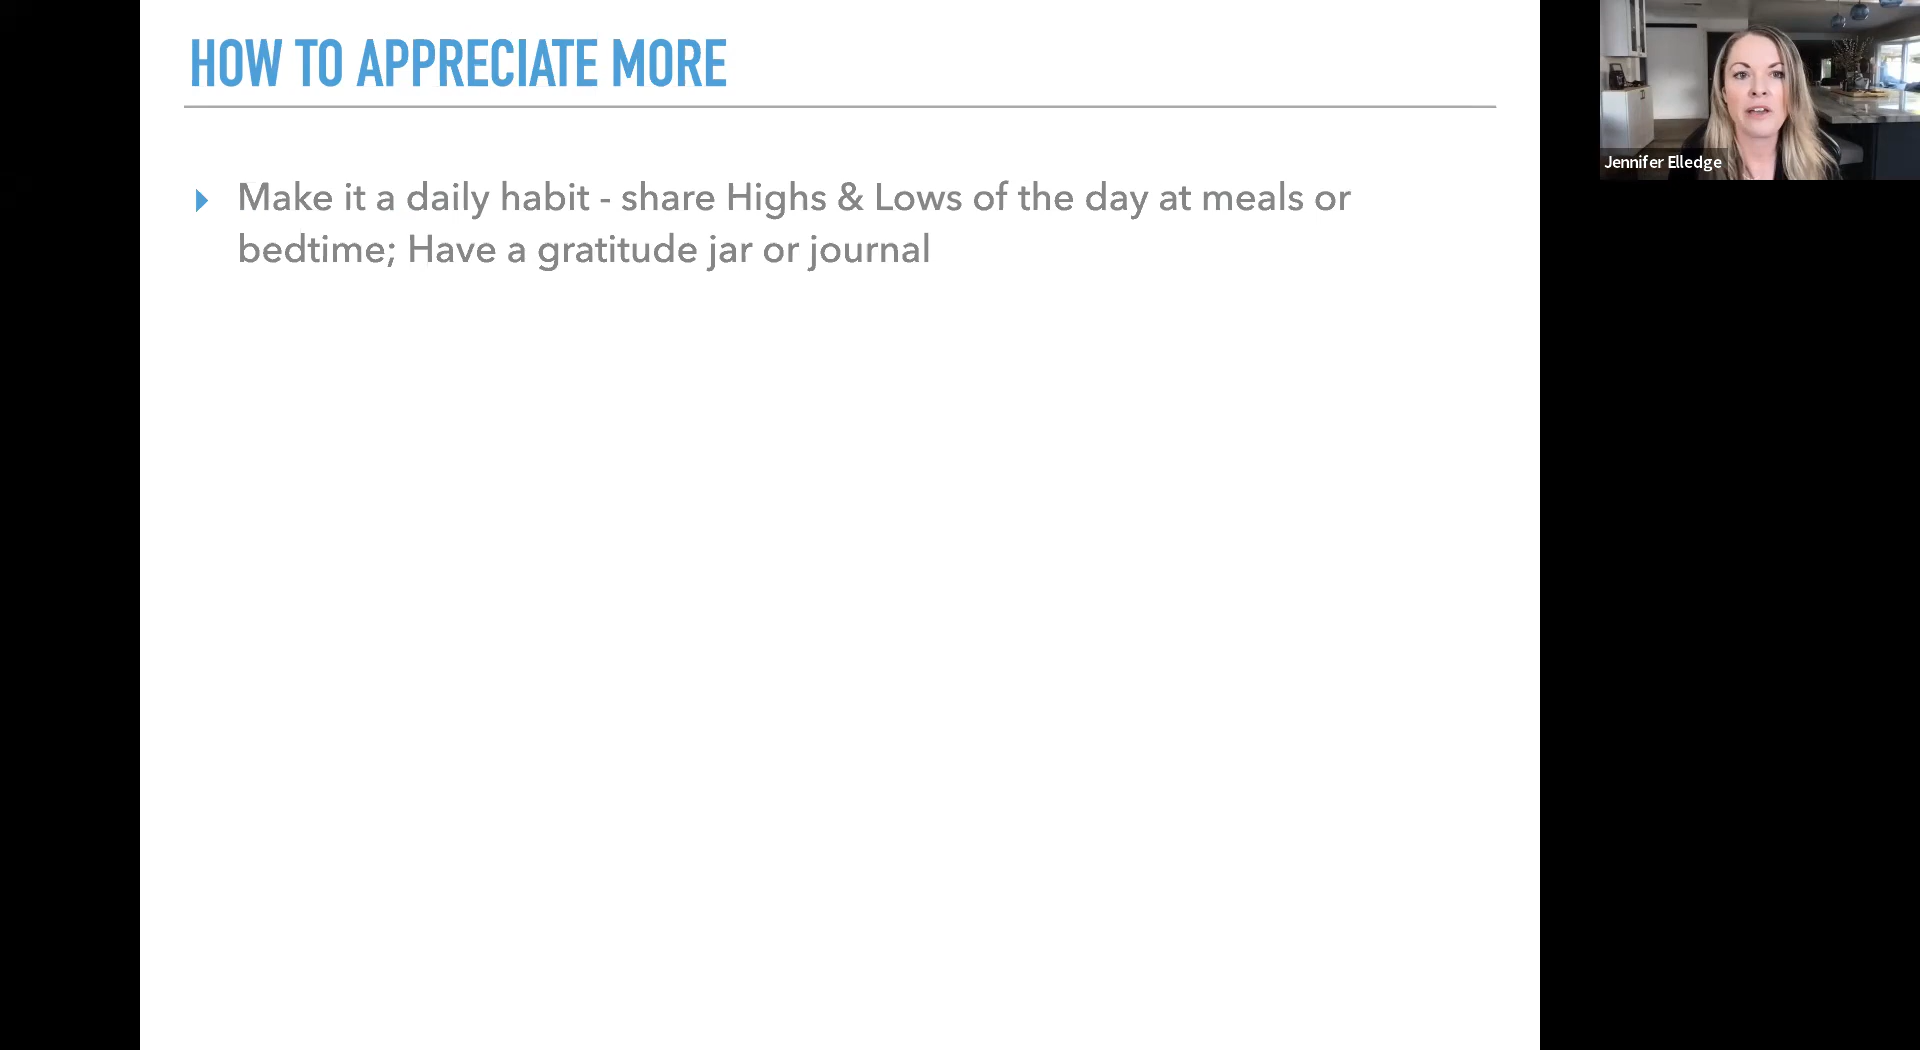 HOW TO APPRECIATE MORE
Make it a daily habit - share Highs & Lows of the day at meals or
bedtime; Have a gratitude jar or journal
Jennifer Elledge